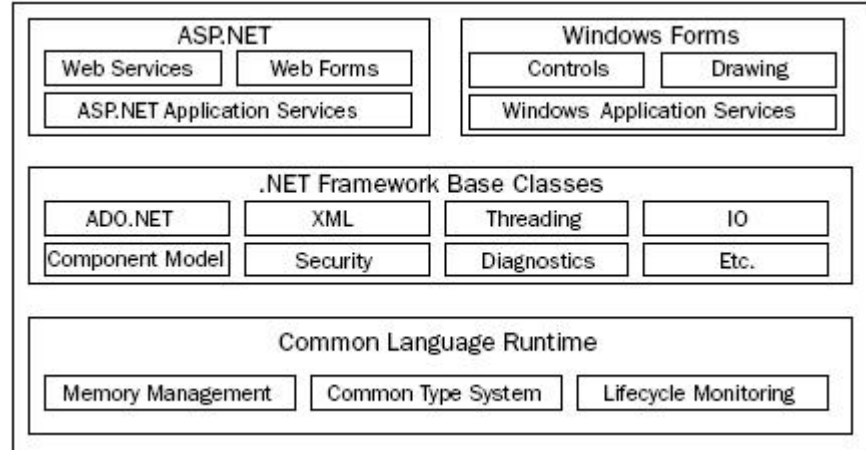 ASP.NET
Web Services
Web Forms
ASP.NET Application Services
Windows Forms
Controls
Drawing
Windows Application Services
.NET Framework Base Classes
ADO.NET
XML
Threading
IO
Component Model
Security
Diagnostics
Etc.
Common Language Runtime
Memory Management
Common Type System
Lifecycle Monitoring